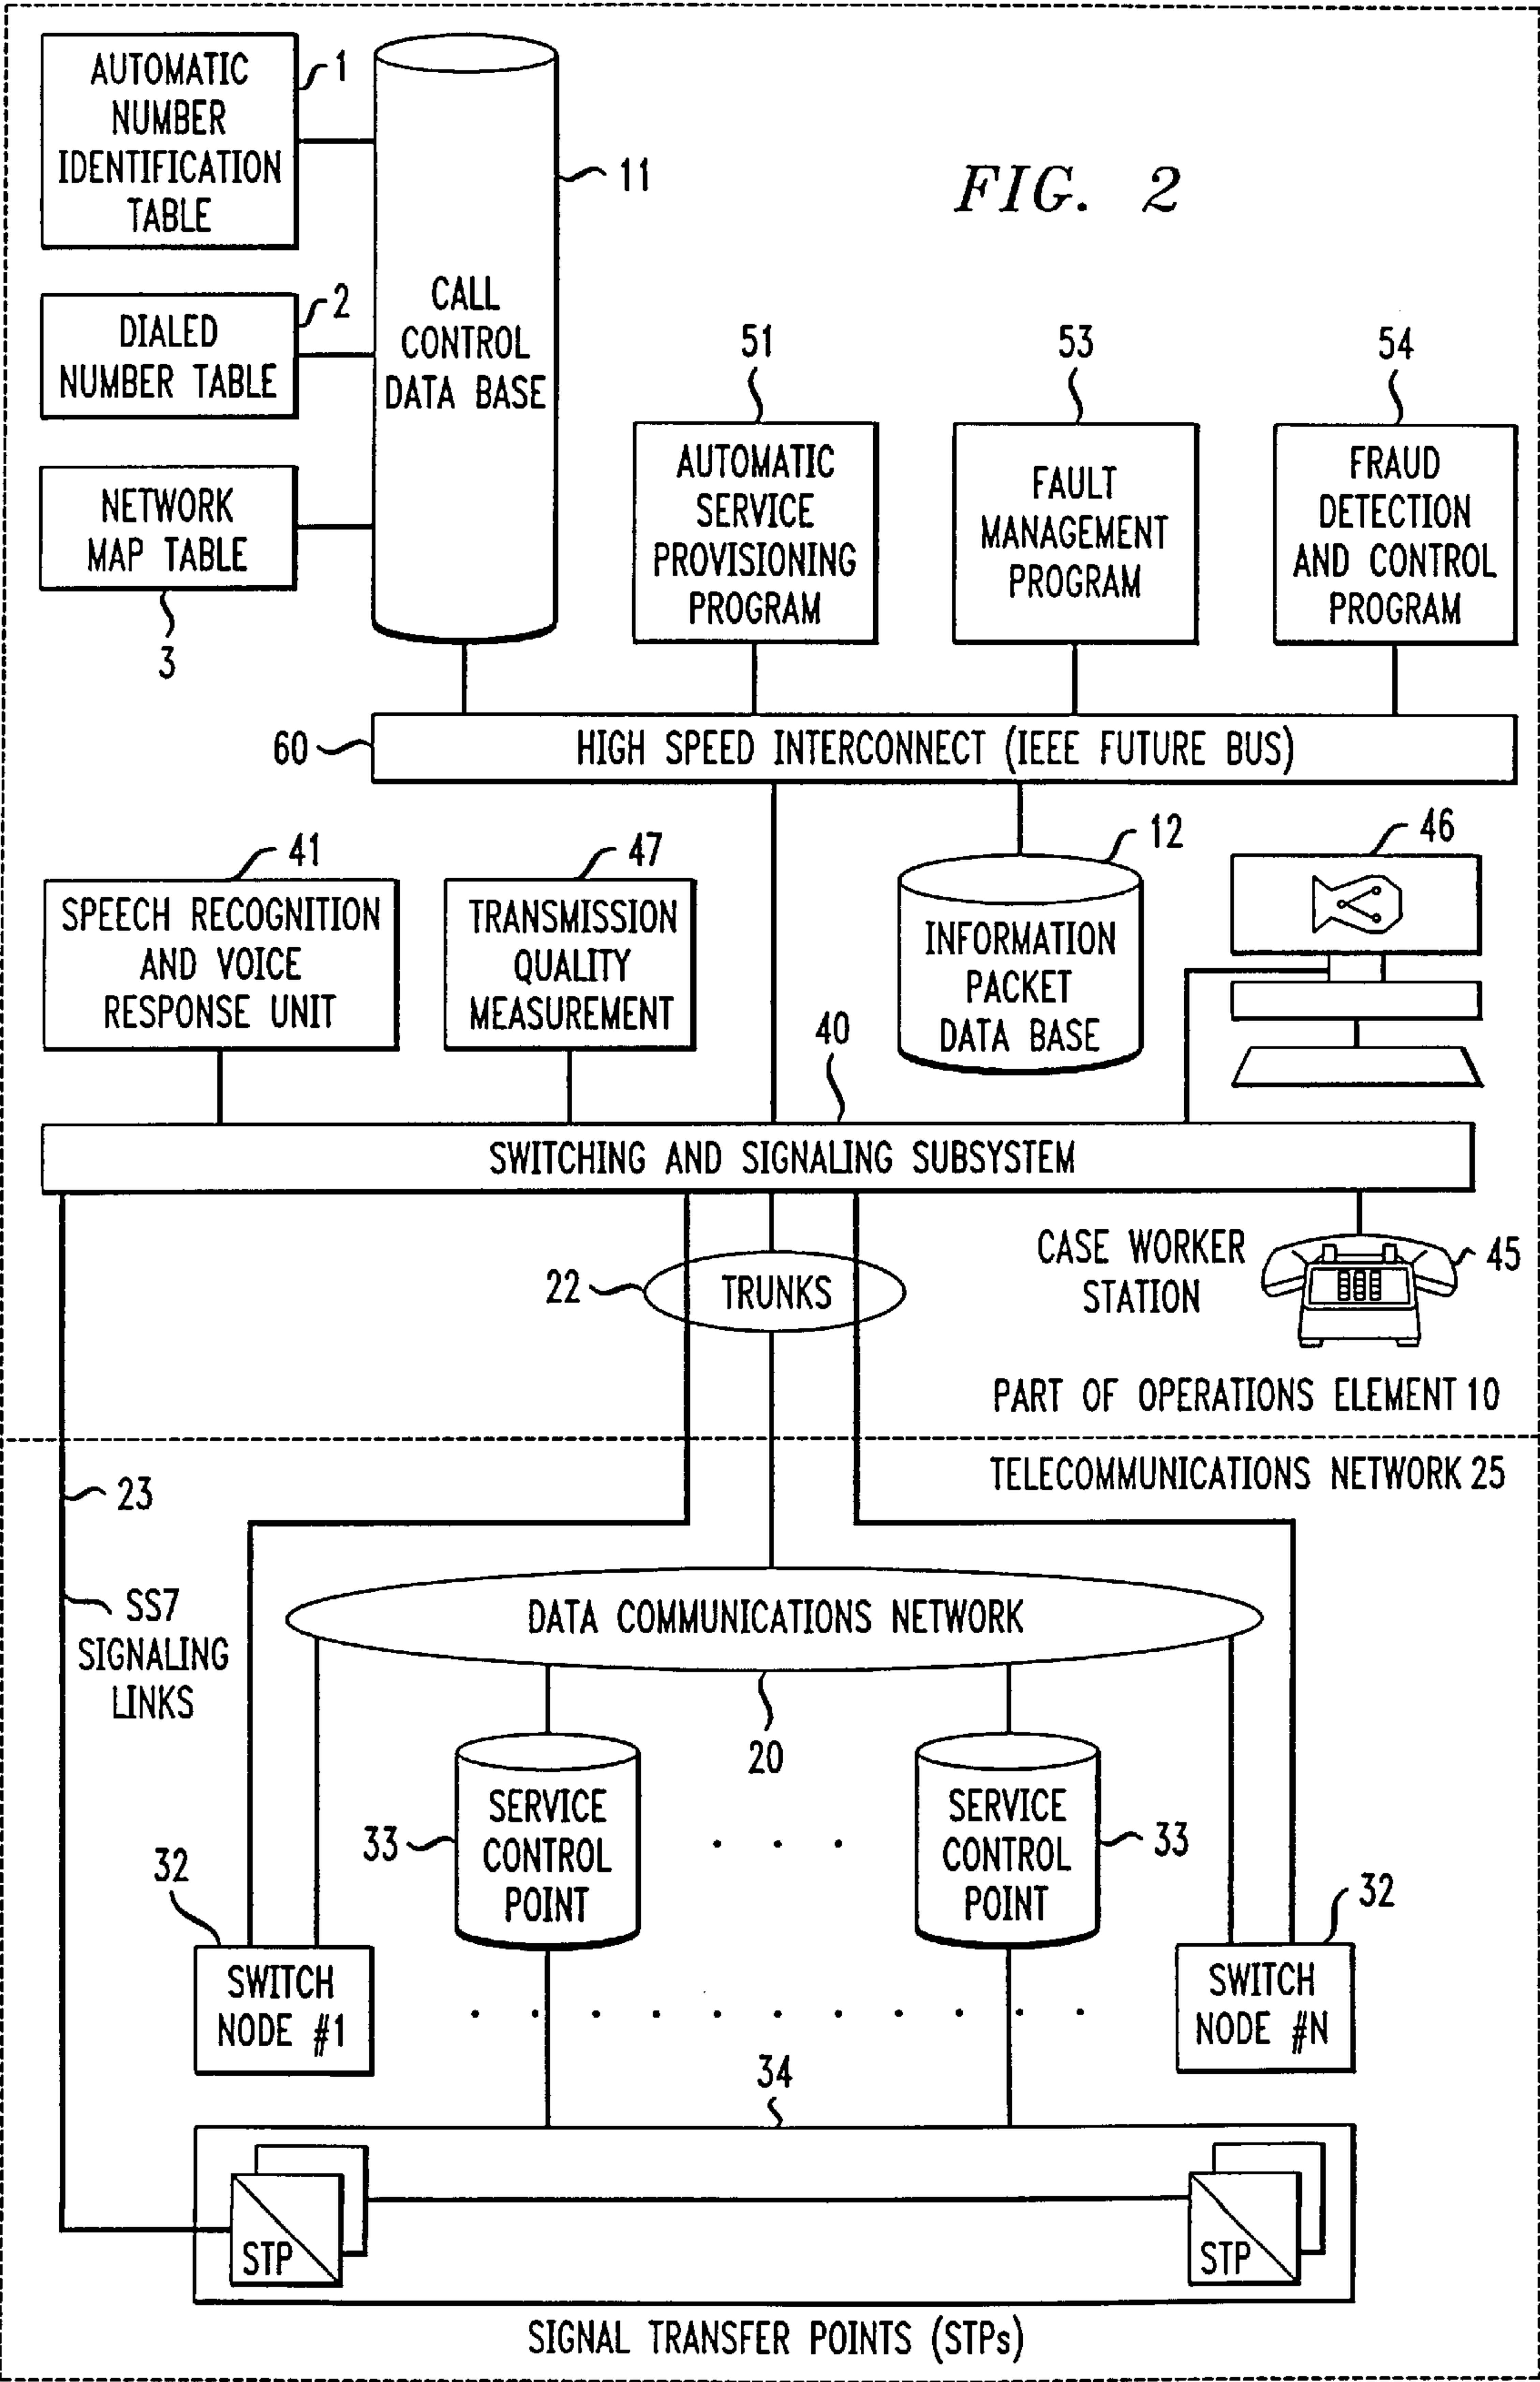 AUTOMATIC
NUMBER
IDENTIFICATION
TABLE
1
11
FIG. 2
DIALED
NUMBER TABLE
2
CALL
CONTROL
DATA BASE
NETWORK
MAP TABLE
3
51
AUTOMATIC
SERVICE
PROVISIONING
PROGRAM
53
FAULT
MANAGEMENT
PROGRAM
54
FRAUD
DETECTION
AND CONTROL
PROGRAM
60
HIGH SPEED INTERCONNECT (IEEE FUTURE BUS)
41
SPEECH RECOGNITION
AND VOICE
RESPONSE UNIT
47
TRANSMISSION
QUALITY
MEASUREMENT
12
INFORMATION
PACKET
DATA BASE
46
40
SWITCHING AND SIGNALING SUBSYSTEM
22
TRUNKS
CASE WORKER
STATION
45
PART OF OPERATIONS ELEMENT 10
TELECOMMUNICATIONS NETWORK 25
23
SS7
SIGNALING
LINKS
DATA COMMUNICATIONS NETWORK
20
33
SERVICE
CONTROL
POINT
. . .
SERVICE
CONTROL
POINT
33
32
SWITCH
NODE #1
. . . . . . . . . . .
32
SWITCH
NODE #N
34
STP
STP
SIGNAL TRANSFER POINTS (STPs)